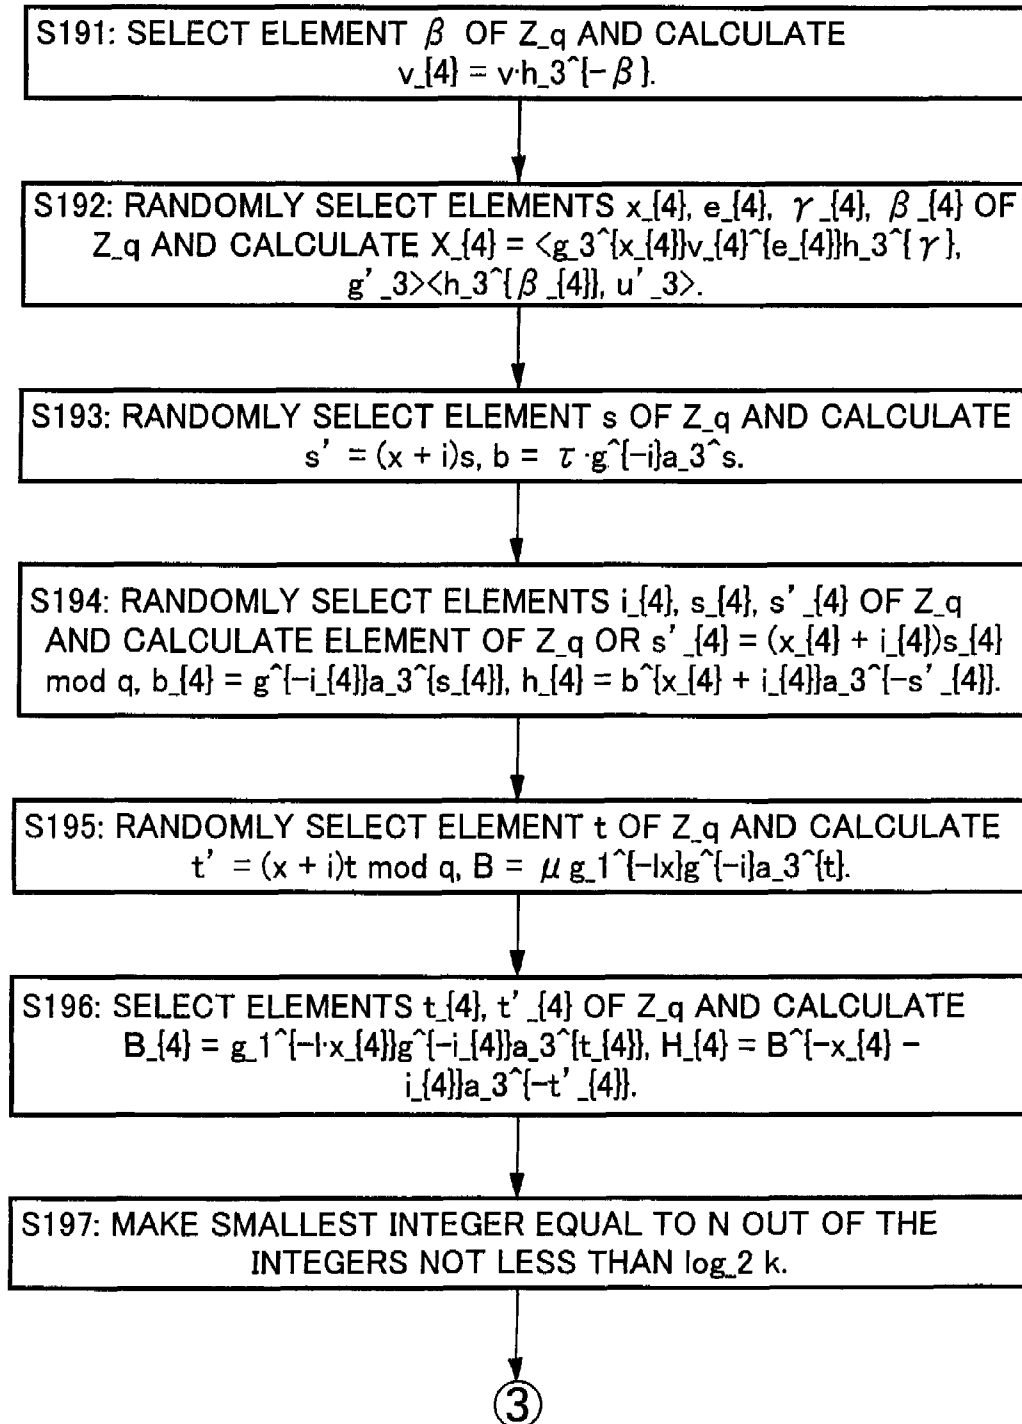 S191: SELECT ELEMENT β OF Z_q AND CALCULATE
v_{4} = v·h_3^{-β}.
S192: RANDOMLY SELECT ELEMENTS x_{4}, e_{4}, γ_{4}, β_{4} OF
Z_q AND CALCULATE X_{4} = <g_3^{x_{4}}v_{4}^{e_{4}}h_3^{γ},
g'_3><h_3^{β_{4}}, u'_3>.
S193: RANDOMLY SELECT ELEMENT s OF Z_q AND CALCULATE
s' = (x + i)s, b = τ·g^{-i}a_3^s.
S194: RANDOMLY SELECT ELEMENTS i_{4}, s_{4}, s'_{4} OF Z_q
AND CALCULATE ELEMENT OF Z_q OR s'_{4} = (x_{4} + i_{4})s_{4}
mod q, b_{4} = g^{-i_{4}}a_3^{s_{4}}, h_{4} = b^{x_{4} + i_{4}}a_3^{-s'_{4}}.
S195: RANDOMLY SELECT ELEMENT t OF Z_q AND CALCULATE
t' = (x + i)t mod q, B = μg_1^{-lx}g^{-i}a_3^{t}.
S196: SELECT ELEMENTS t_{4}, t'_{4} OF Z_q AND CALCULATE
B_{4} = g_1^{-l·x_{4}}g^{-i_{4}}a_3^{t_{4}}, H_{4} = B^{-x_{4} –
i_{4}}a_3^{-t'_{4}}.
S197: MAKE SMALLEST INTEGER EQUAL TO N OUT OF THE
INTEGERS NOT LESS THAN log_2 k.
③